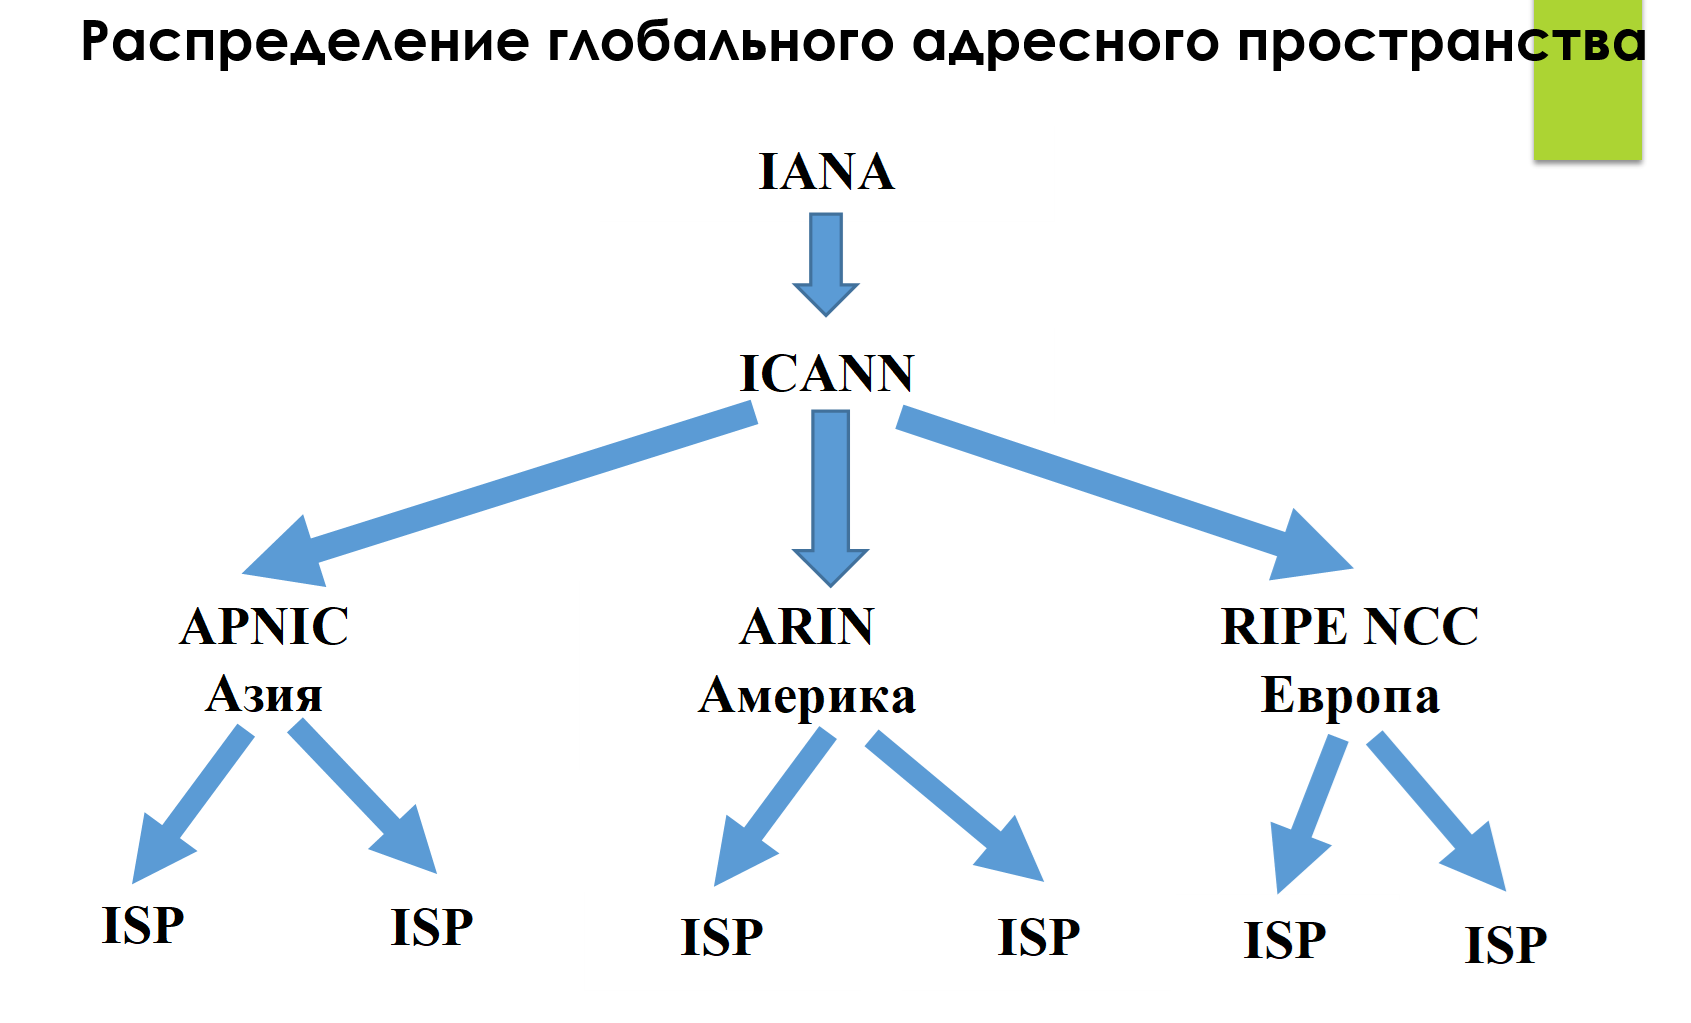 Распределение глобального адресного пространства
IANA
ICANN
APNIC
Азия
ARIN
Америка
RIPE NCC
Европа
ISP
ISP
ISP
ISP
ISP
ISP